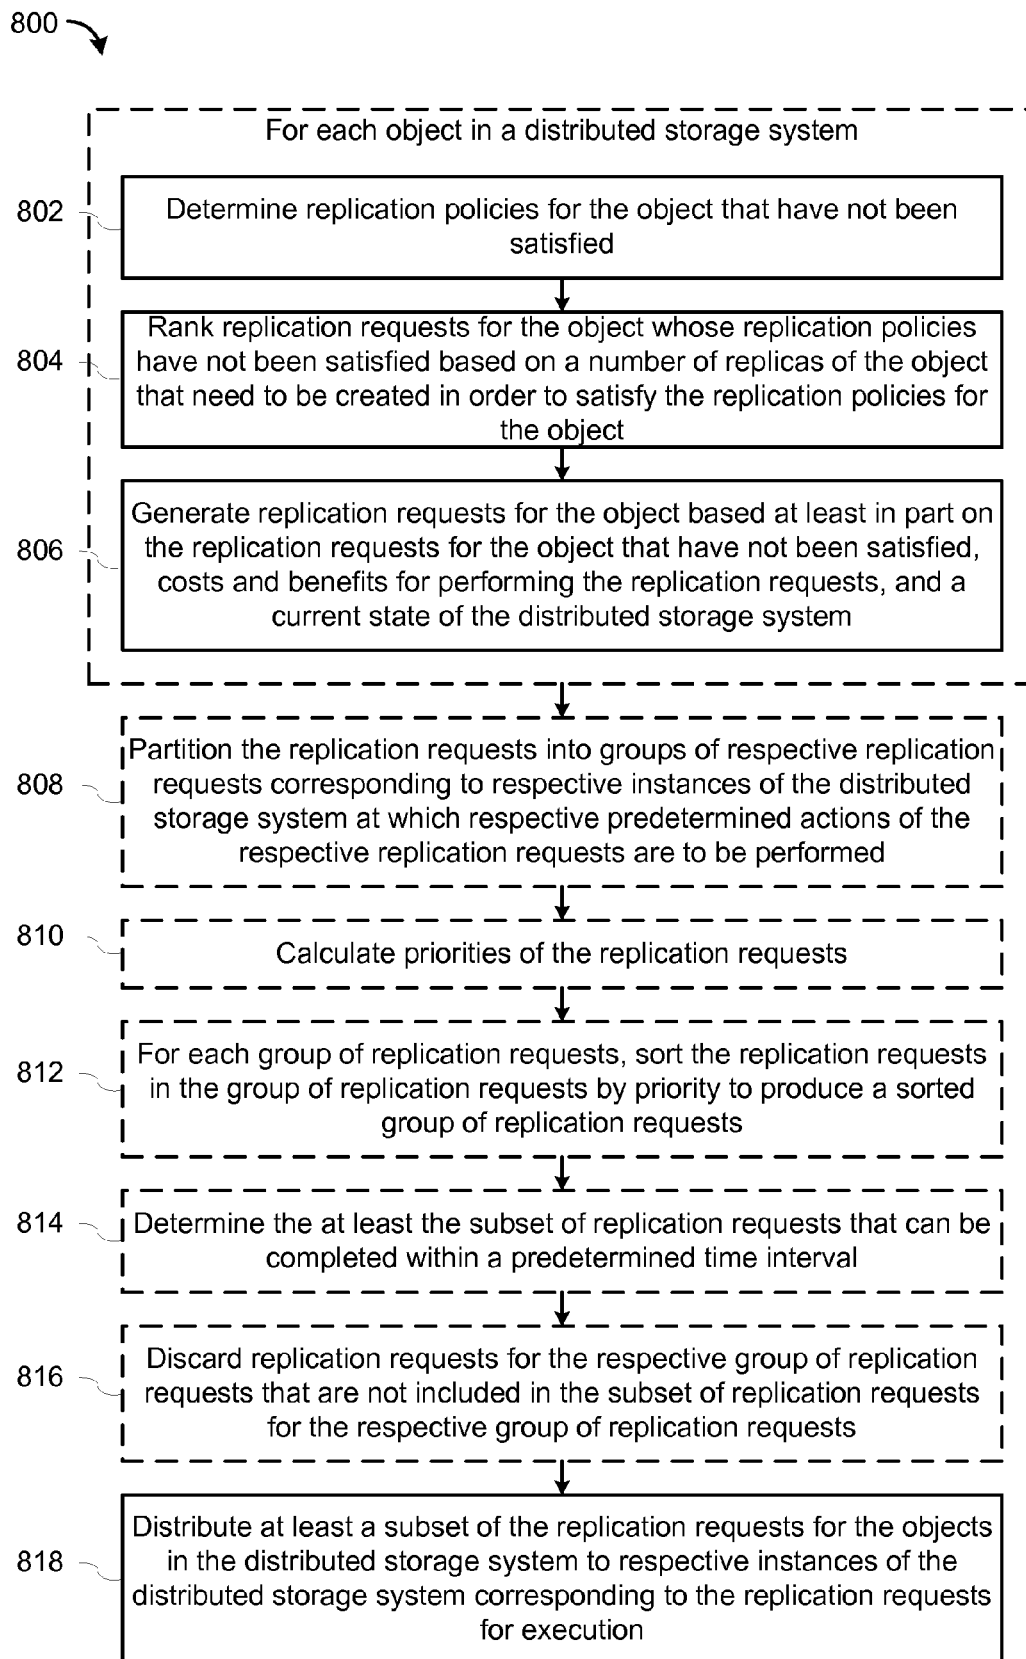 800
For each object in a distributed storage system
802
Determine replication policies for the object that have not been
satisfied
804
Rank replication requests for the object whose replication policies
have not been satisfied based on a number of replicas of the object
that need to be created in order to satisfy the replication policies for
the object
806
Generate replication requests for the object based at least in part on
the replication requests for the object that have not been satisfied,
costs and benefits for performing the replication requests, and a
current state of the distributed storage system
808
Partition the replication requests into groups of respective replication
requests corresponding to respective instances of the distributed
storage system at which respective predetermined actions of the
respective replication requests are to be performed
810
Calculate priorities of the replication requests
812
For each group of replication requests, sort the replication requests
in the group of replication requests by priority to produce a sorted
group of replication requests
814
Determine the at least the subset of replication requests that can be
completed within a predetermined time interval
816
Discard replication requests for the respective group of replication
requests that are not included in the subset of replication requests
for the respective group of replication requests
818
Distribute at least a subset of the replication requests for the objects
in the distributed storage system to respective instances of the
distributed storage system corresponding to the replication requests
for execution